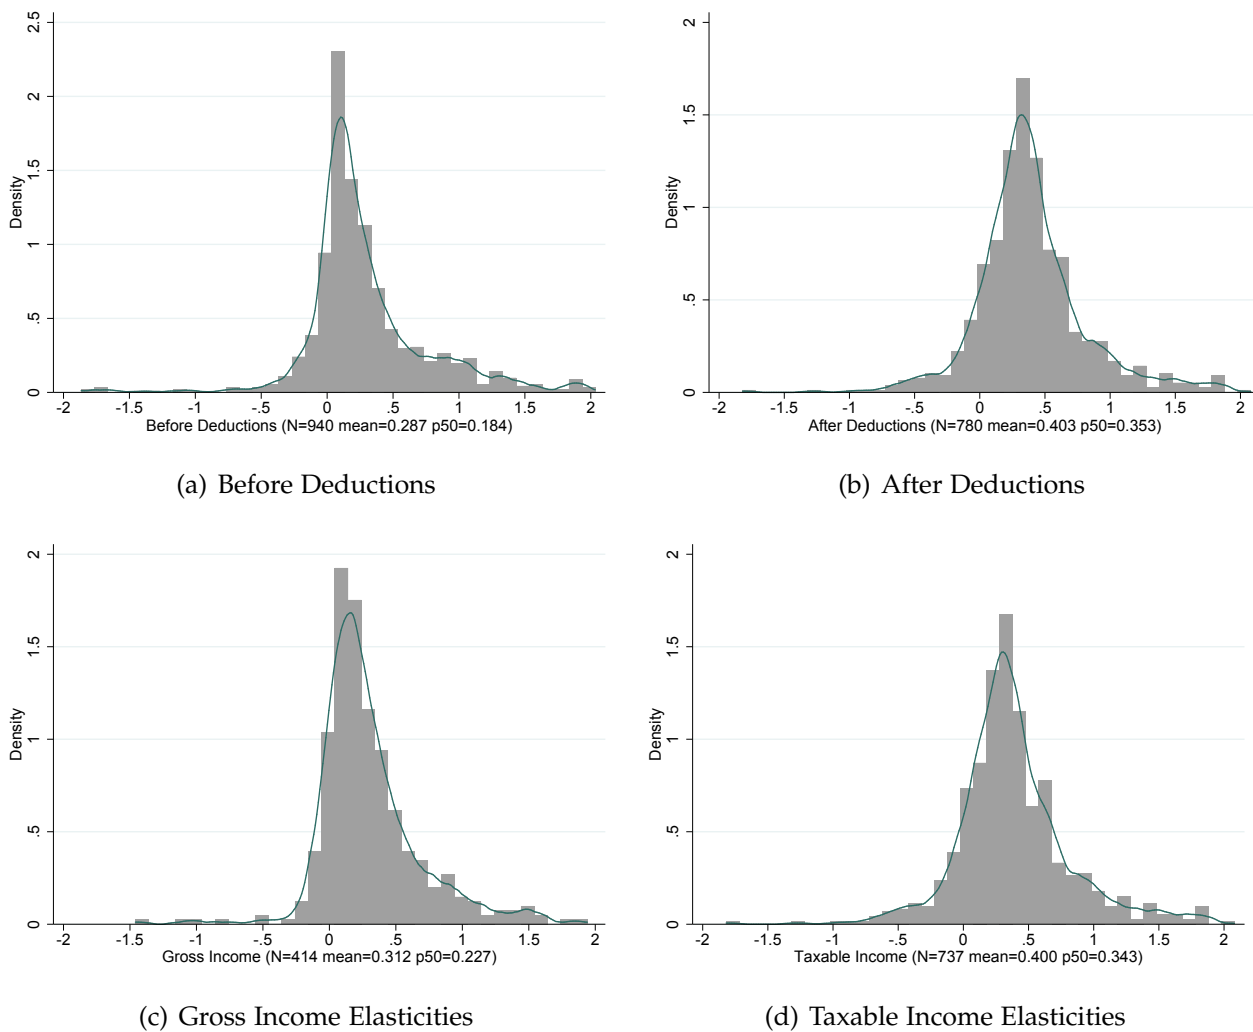 2.5
2
1.5
1
.5
0
Density
-2 -1.5 -1 -.5 0 .5 1 1.5 2
Before Deductions (N=940 mean=0.287 p50=0.184)
(a) Before Deductions
2
1.5
1
.5
0
Density
-2 -1.5 -1 -.5 0 .5 1 1.5 2
After Deductions (N=780 mean=0.403 p50=0.353)
(b) After Deductions
2
1.5
1
.5
0
Density
-2 -1.5 -1 -.5 0 .5 1 1.5 2
Gross Income (N=414 mean=0.312 p50=0.227)
(c) Gross Income Elasticities
2
1.5
1
.5
0
Density
-2 -1.5 -1 -.5 0 .5 1 1.5 2
Taxable Income (N=737 mean=0.400 p50=0.343)
(d) Taxable Income Elasticities